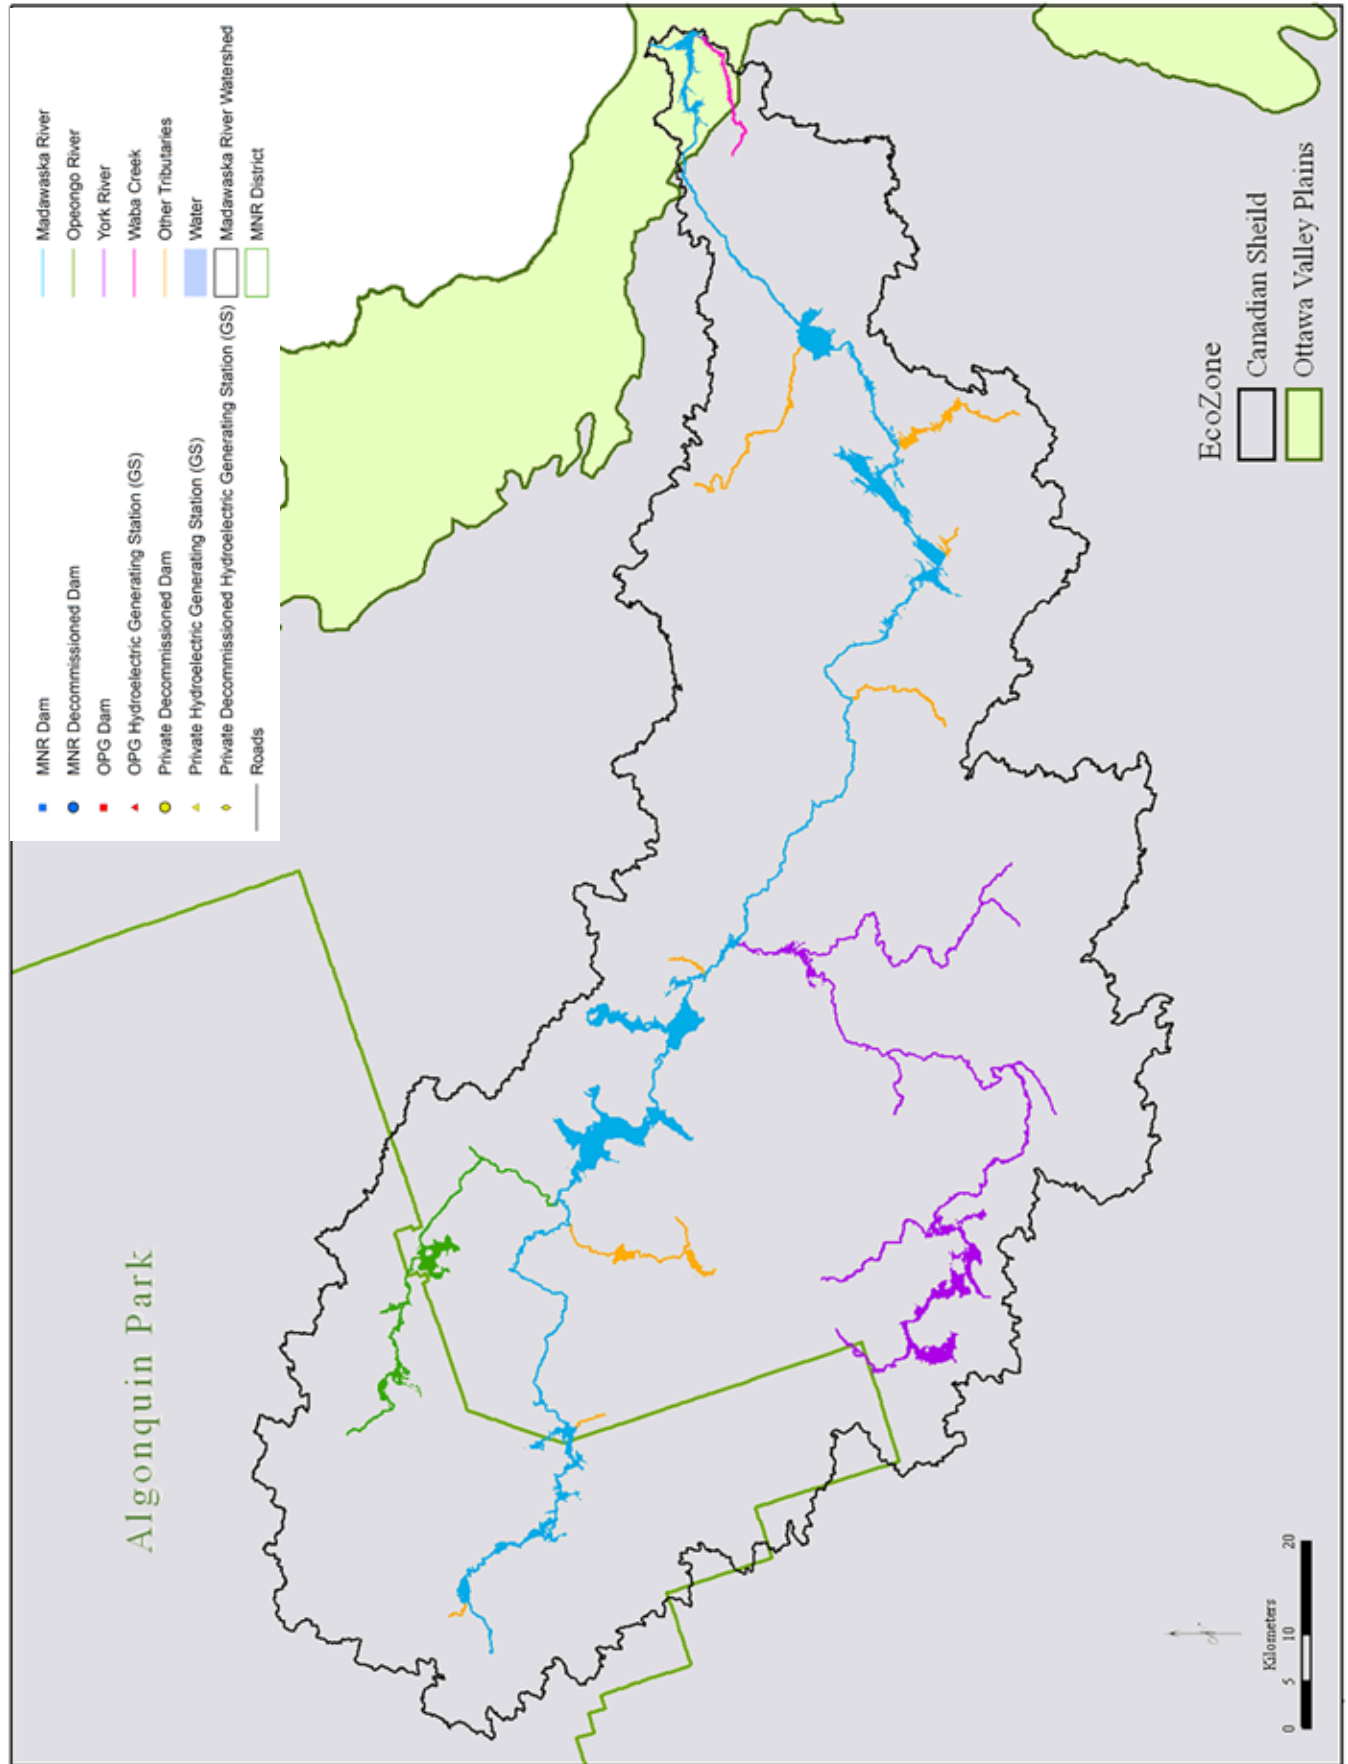 MNR Dam
MNR Decommissioned Dam
OPG Dam
OPG Hydroelectric Generating Station (GS)
Private Decommissioned Dam
Private Hydroelectric Generating Station (GS)
Private Decommissioned Hydroelectric Generating Station (GS)
Roads
Madawaska River
Opeongo River
York River
Waba Creek
Other Tributaries
Water
Madawaska River Watershed
MNR District
Algonquin Park
EcoZone
Canadian Sheild
Ottawa Valley Plains
Kilometers
0 5 10 20